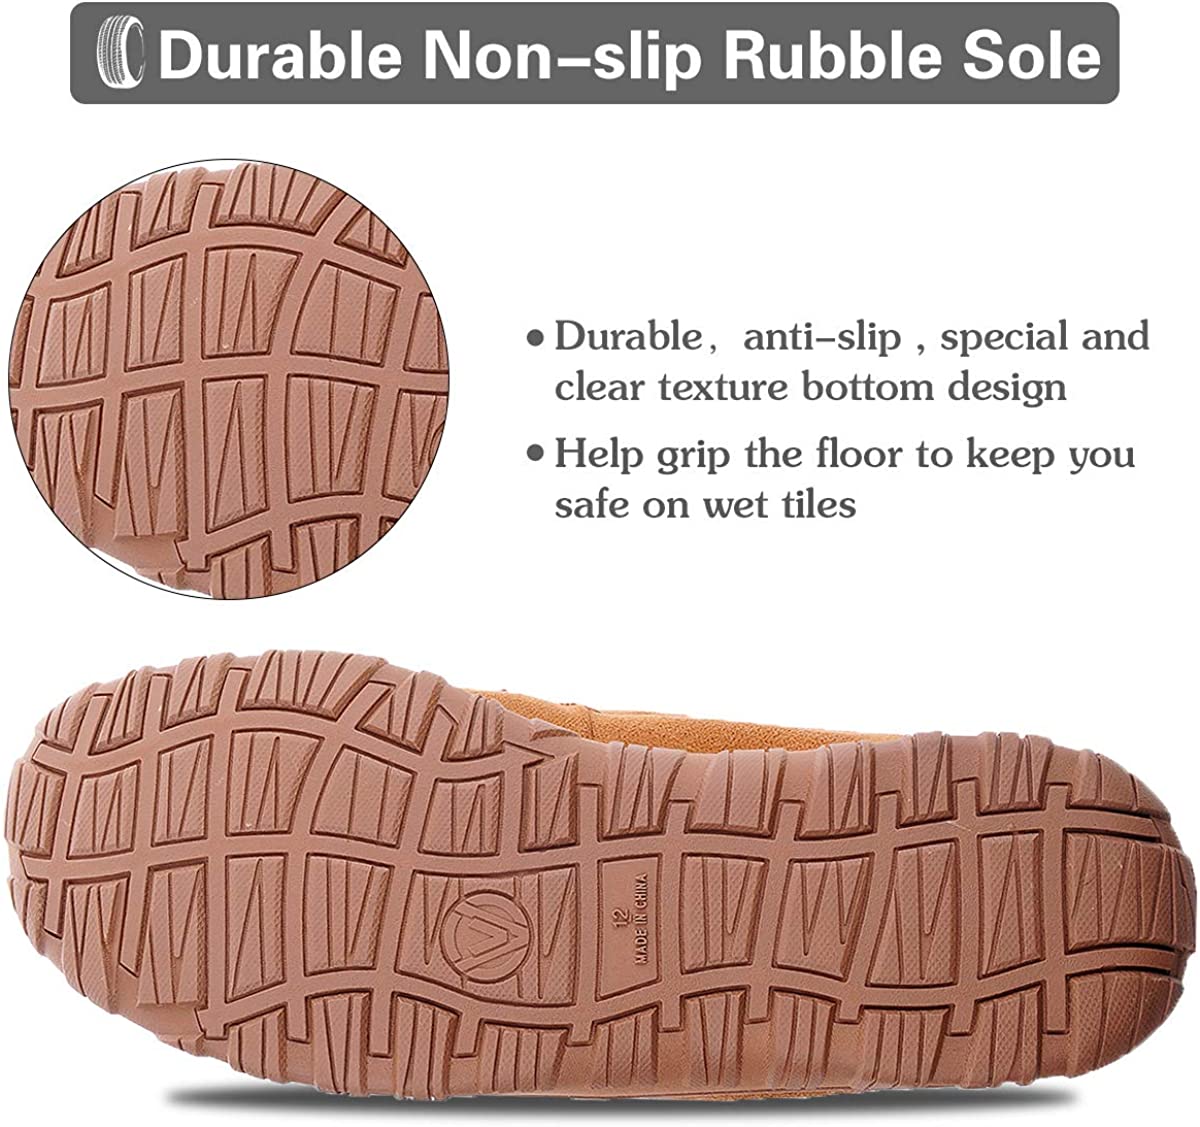 Durable Non-slip Rubble Sole
• Durable, anti-slip , special and
clear texture bottom design
• Help grip the floor to keep you
safe on wet tiles
12
MADE IN CHINA